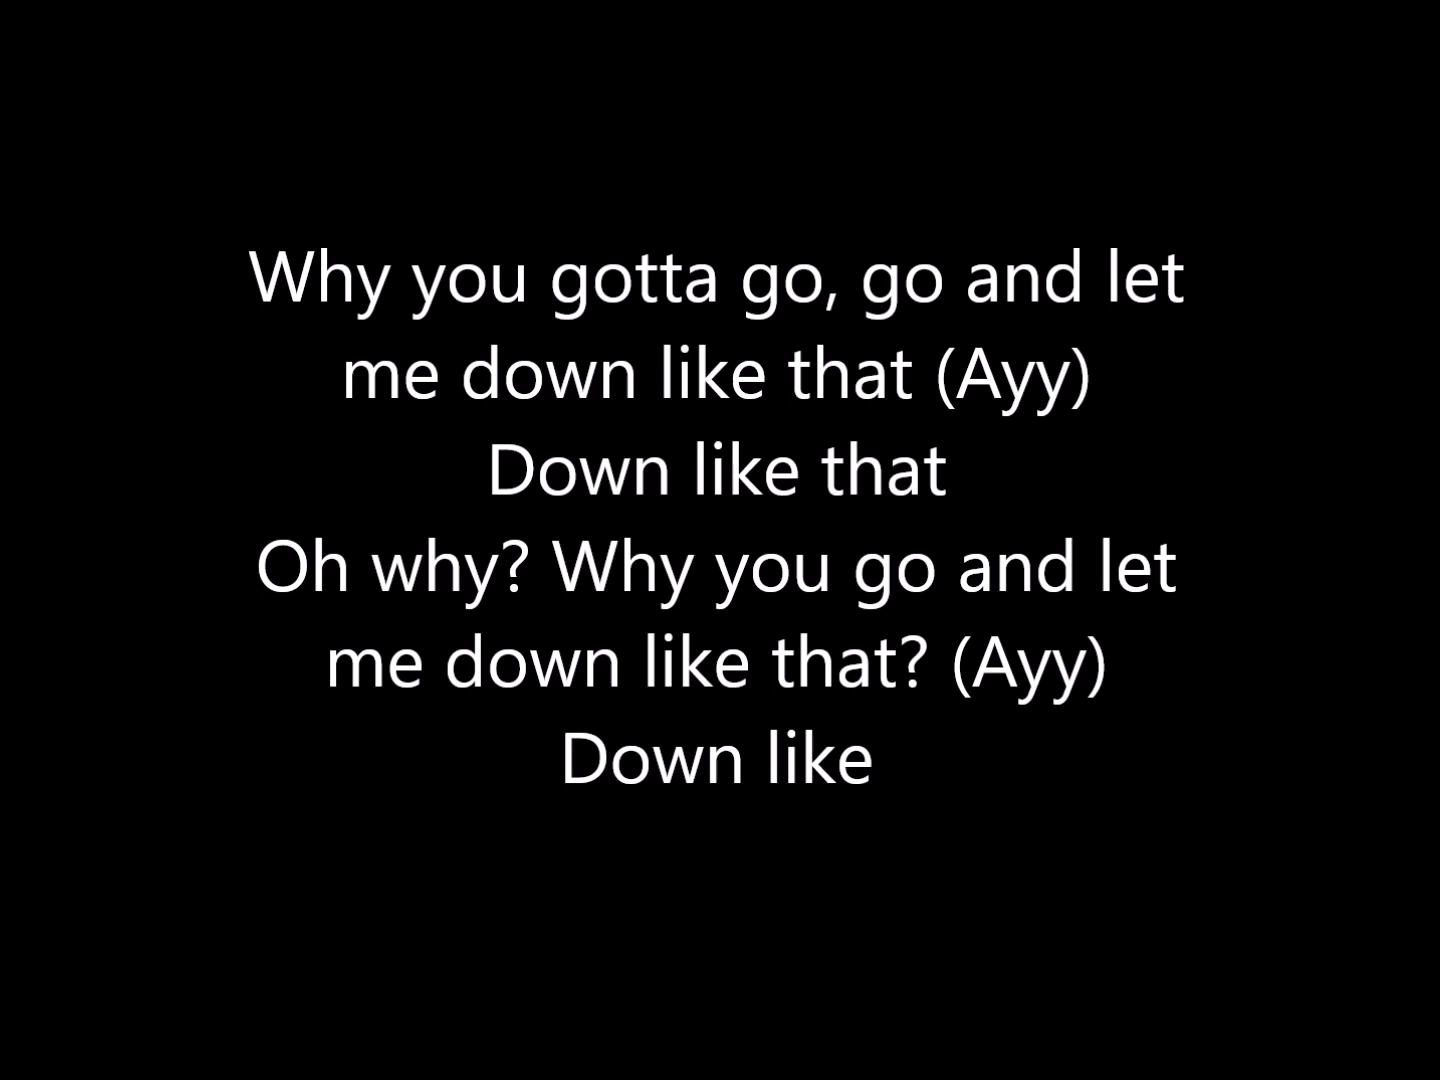 Why you gotta go, go and let
me down like that (Ayy)
Down like that
Oh why? Why you go and let
me down like that? (Ayy)
Down like